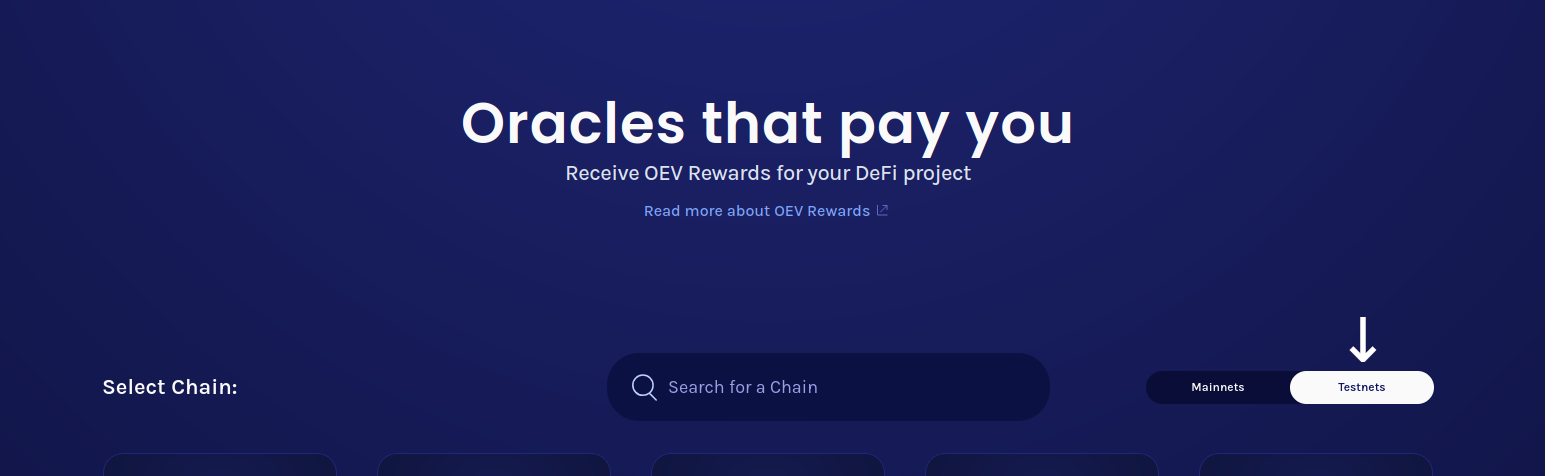 Oracles that pay you
Receive OEV Rewards for your DeFi project
Read more about OEV Rewards
Select Chain:
Search for a Chain
Mainnets
Testnets